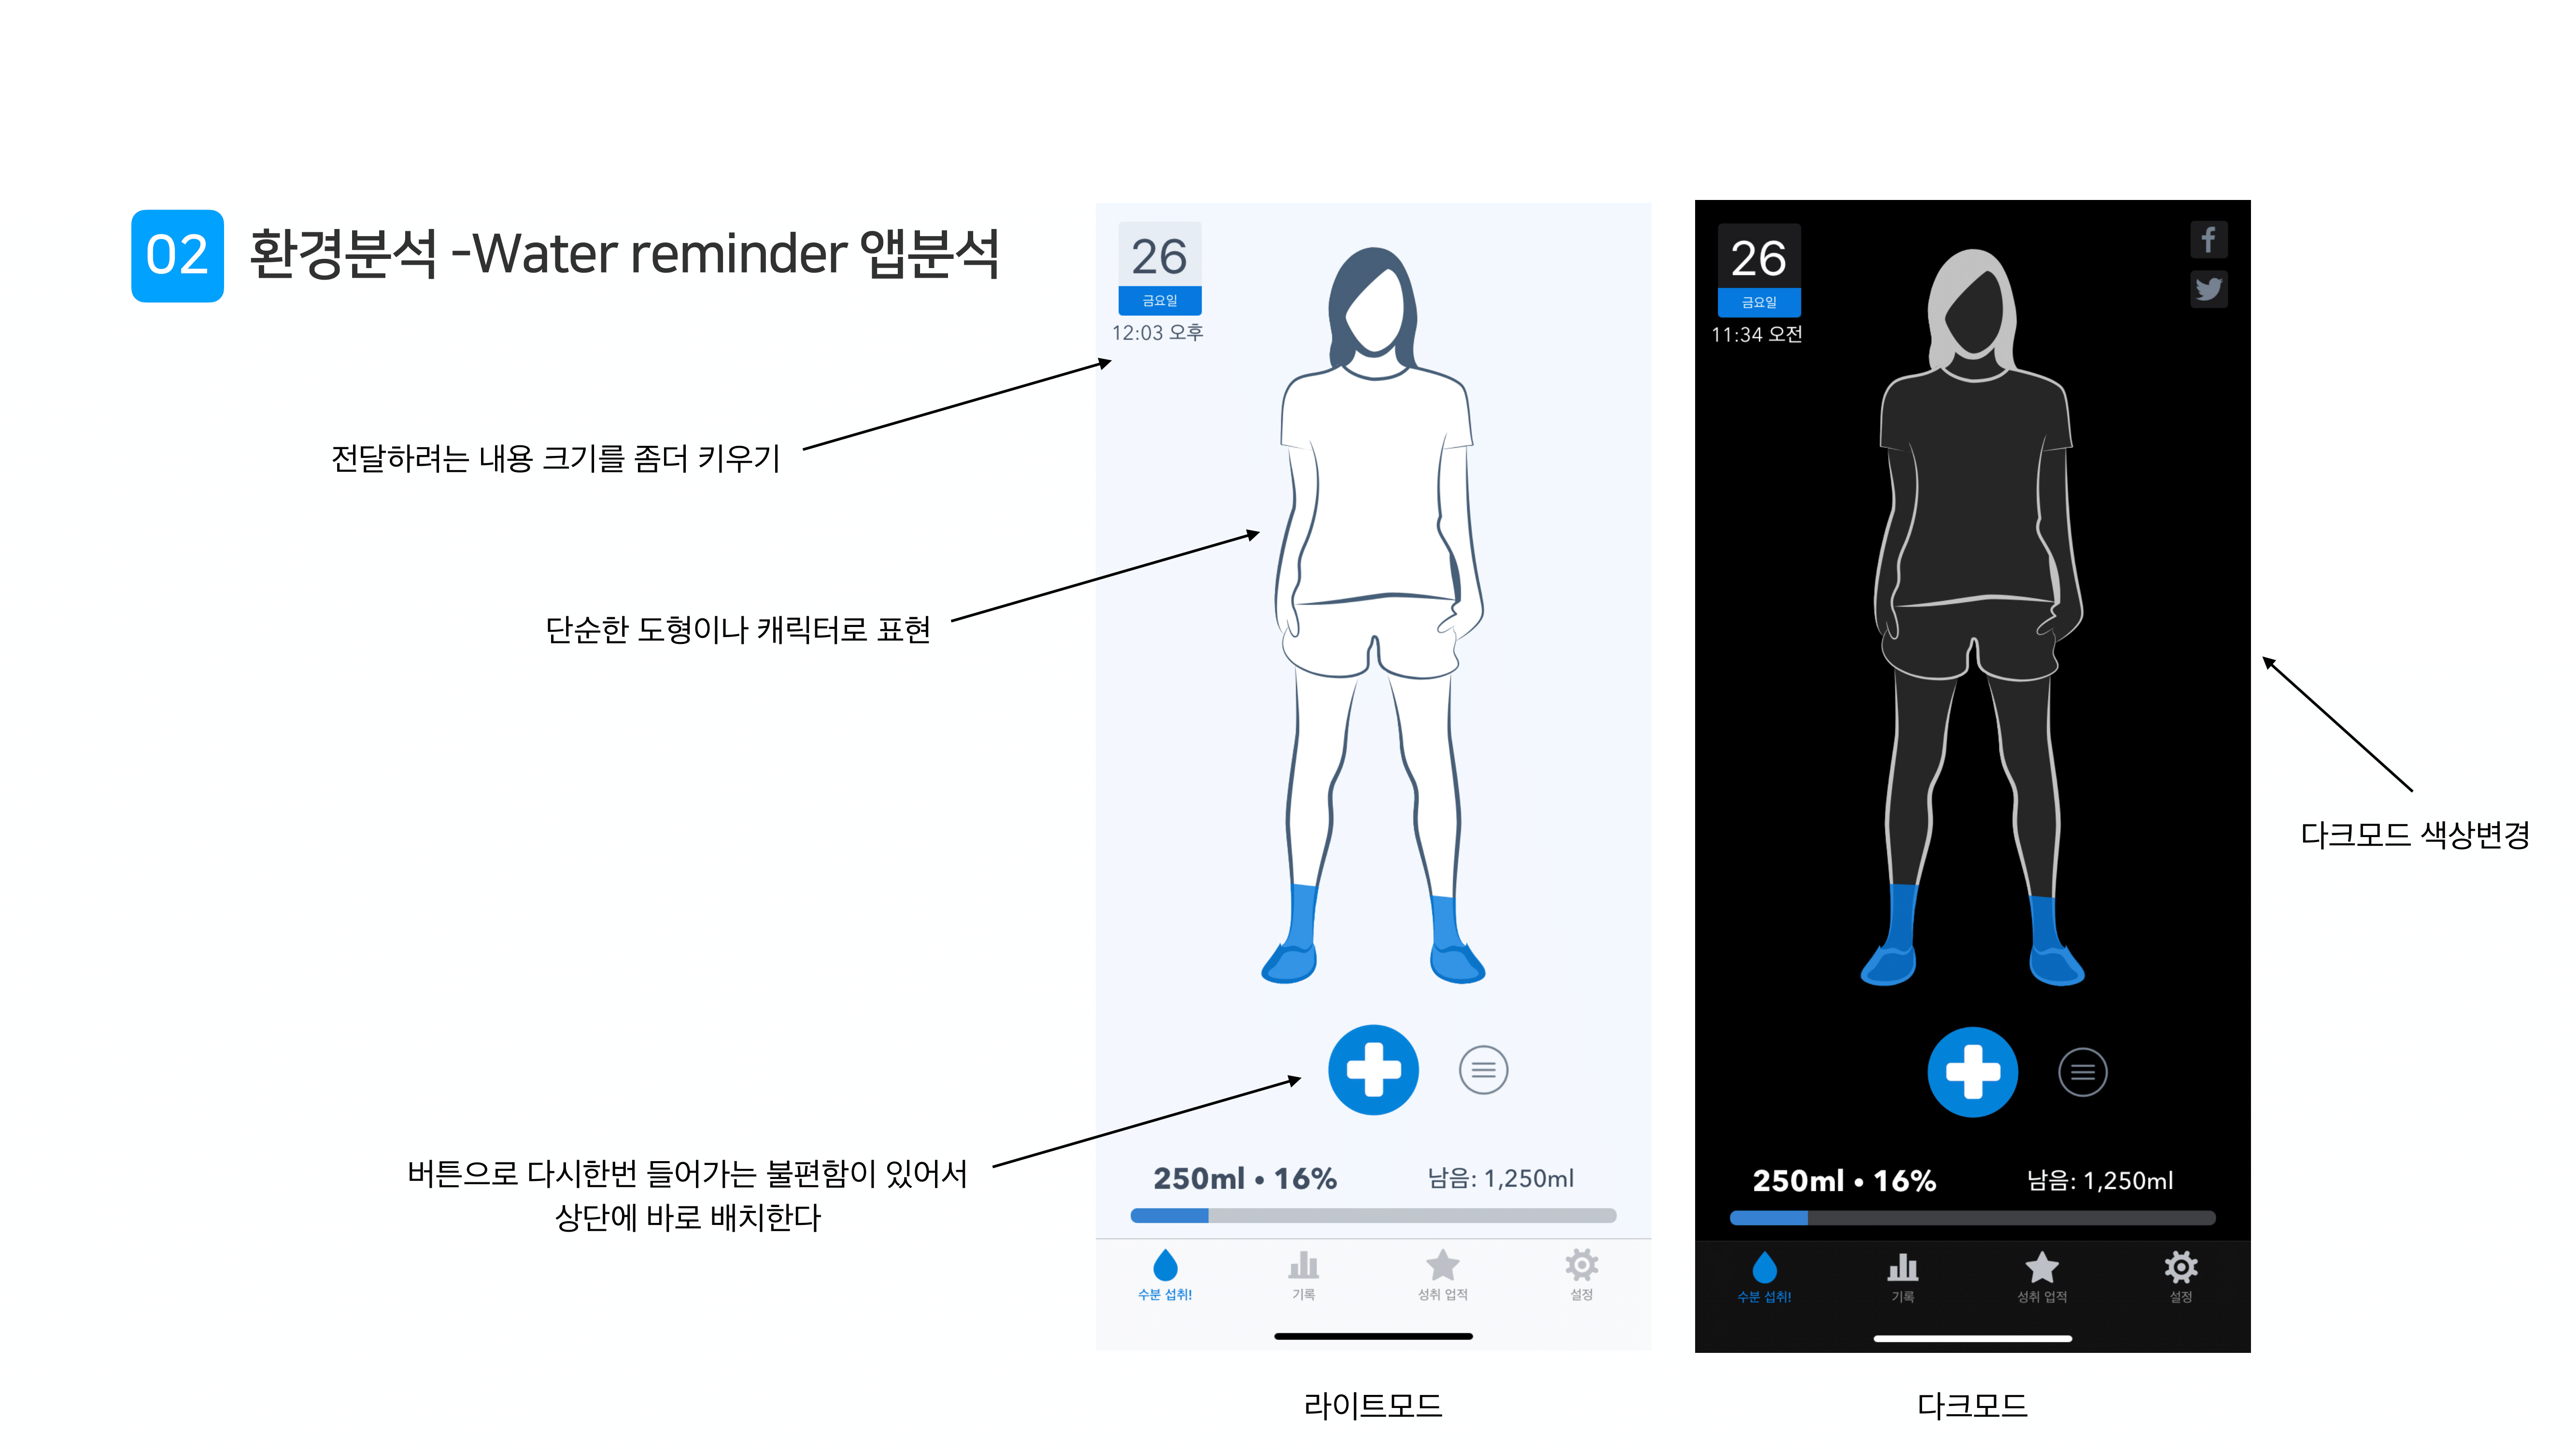 02 환경분석 -Water reminder 앱분석
전달하려는 내용 크기를 좀더 키우기
단순한 도형이나 캐릭터로 표현
버튼으로 다시한번 들어가는 불편함이 있어서
상단에 바로 배치한다
26
금요일
12:03 오후
250ml • 16%
남음: 1,250ml
수분 섭취!
기록
성취 업적
설정
라이트모드
26
금요일
11:34 오전
250ml • 16%
남음: 1,250ml
수분 섭취!
기록
성취 업적
설정
다크모드
다크모드 색상변경